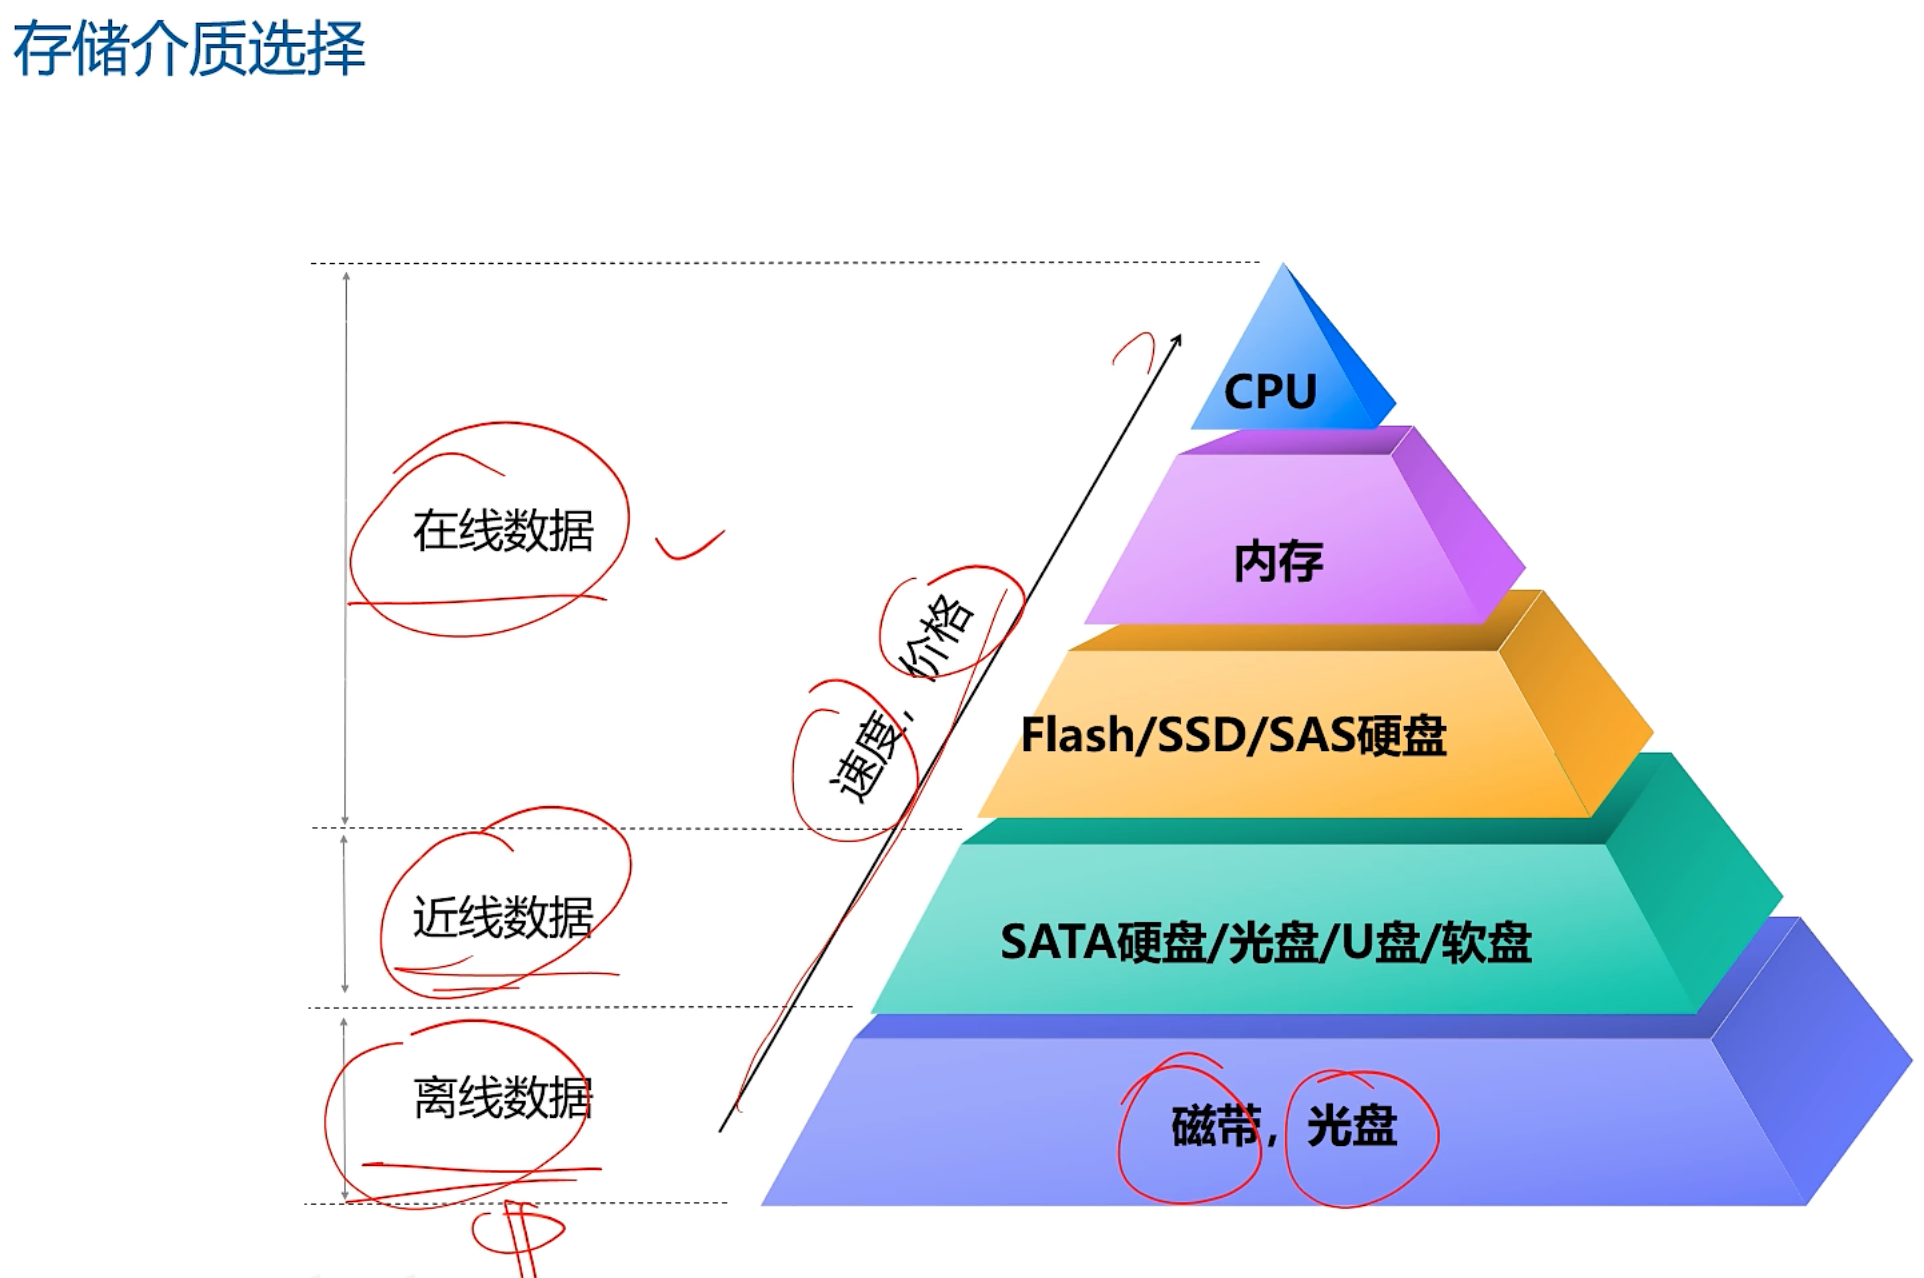 存储介质选择
CPU
内存
在线数据
速度，价格
Flash/SSD/SAS硬盘
近线数据
SATA硬盘/光盘/U盘/软盘
离线数据
磁带，光盘